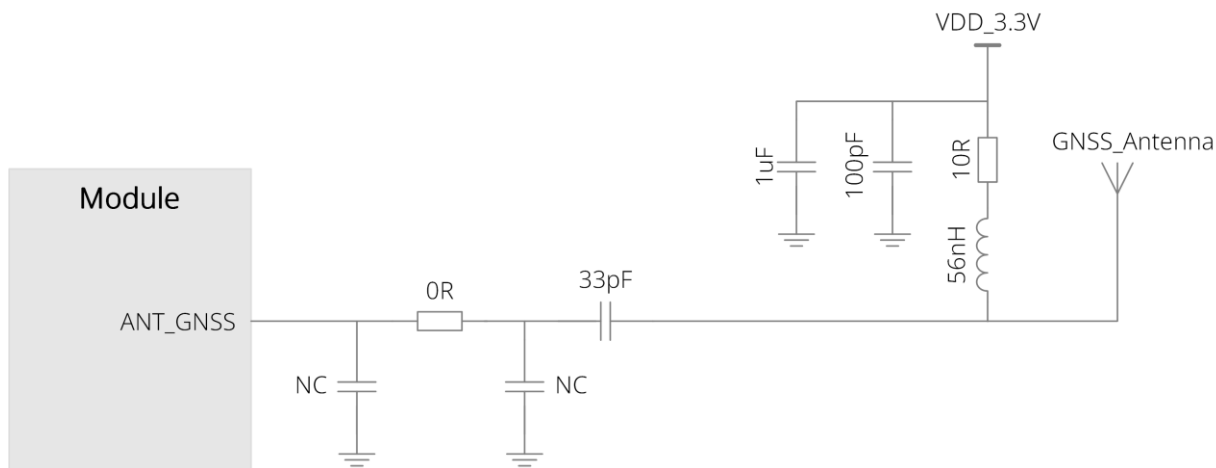 VDD_3.3V
1uF
100pF
10R
GNSS_Antenna
Module
56nH
33pF
0R
ANT_GNSS
NC
NC